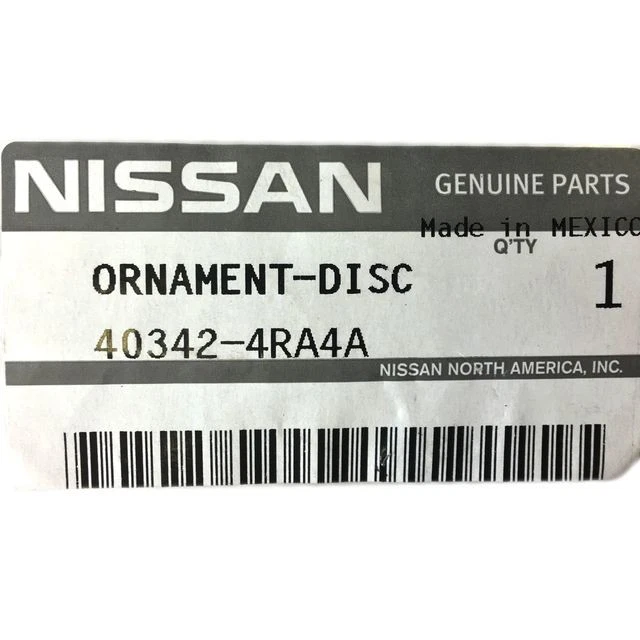 NISSAN GENUINE PARTS
Made in MEXICO
Q'TY
ORNAMENT-DISC 1
40342-4RA4A
NISSAN NORTH AMERICA, INC.